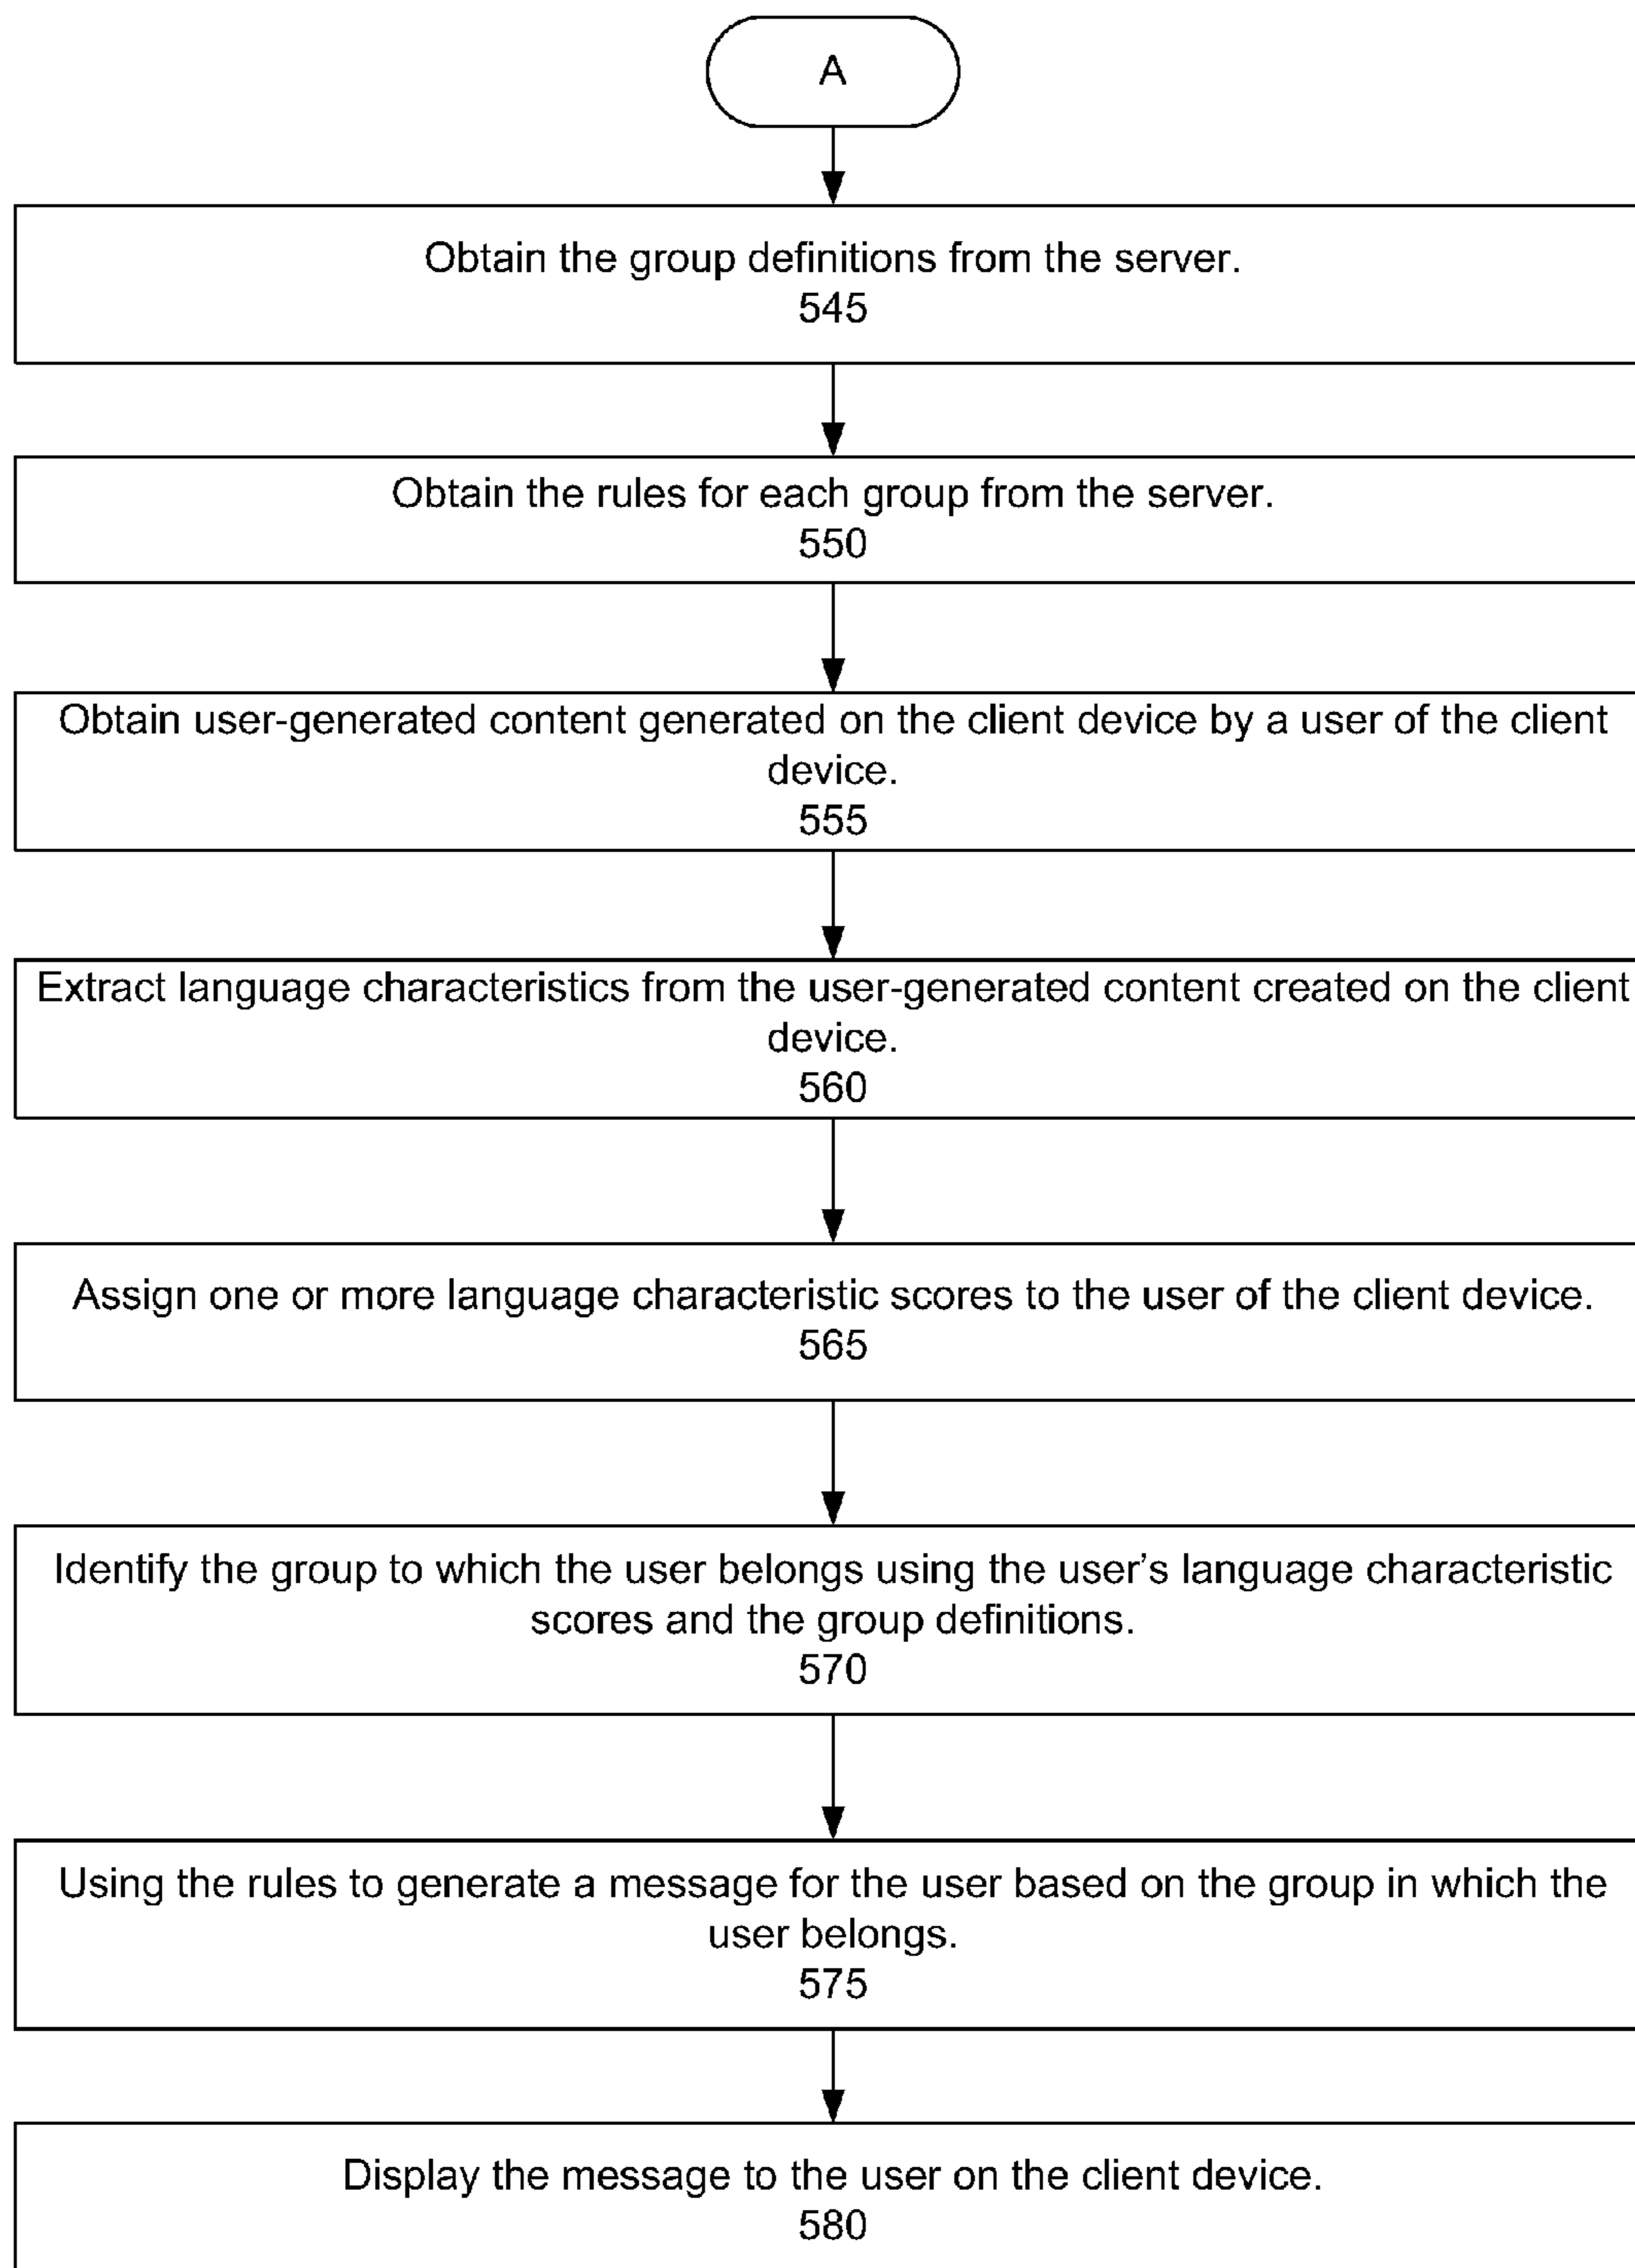 A
Obtain the group definitions from the server.
545
Obtain the rules for each group from the server.
550
Obtain user-generated content generated on the client device by a user of the client
device.
555
Extract language characteristics from the user-generated content created on the client
device.
560
Assign one or more language characteristic scores to the user of the client device.
565
Identify the group to which the user belongs using the user’s language characteristic
scores and the group definitions.
570
Using the rules to generate a message for the user based on the group in which the
user belongs.
575
Display the message to the user on the client device.
580